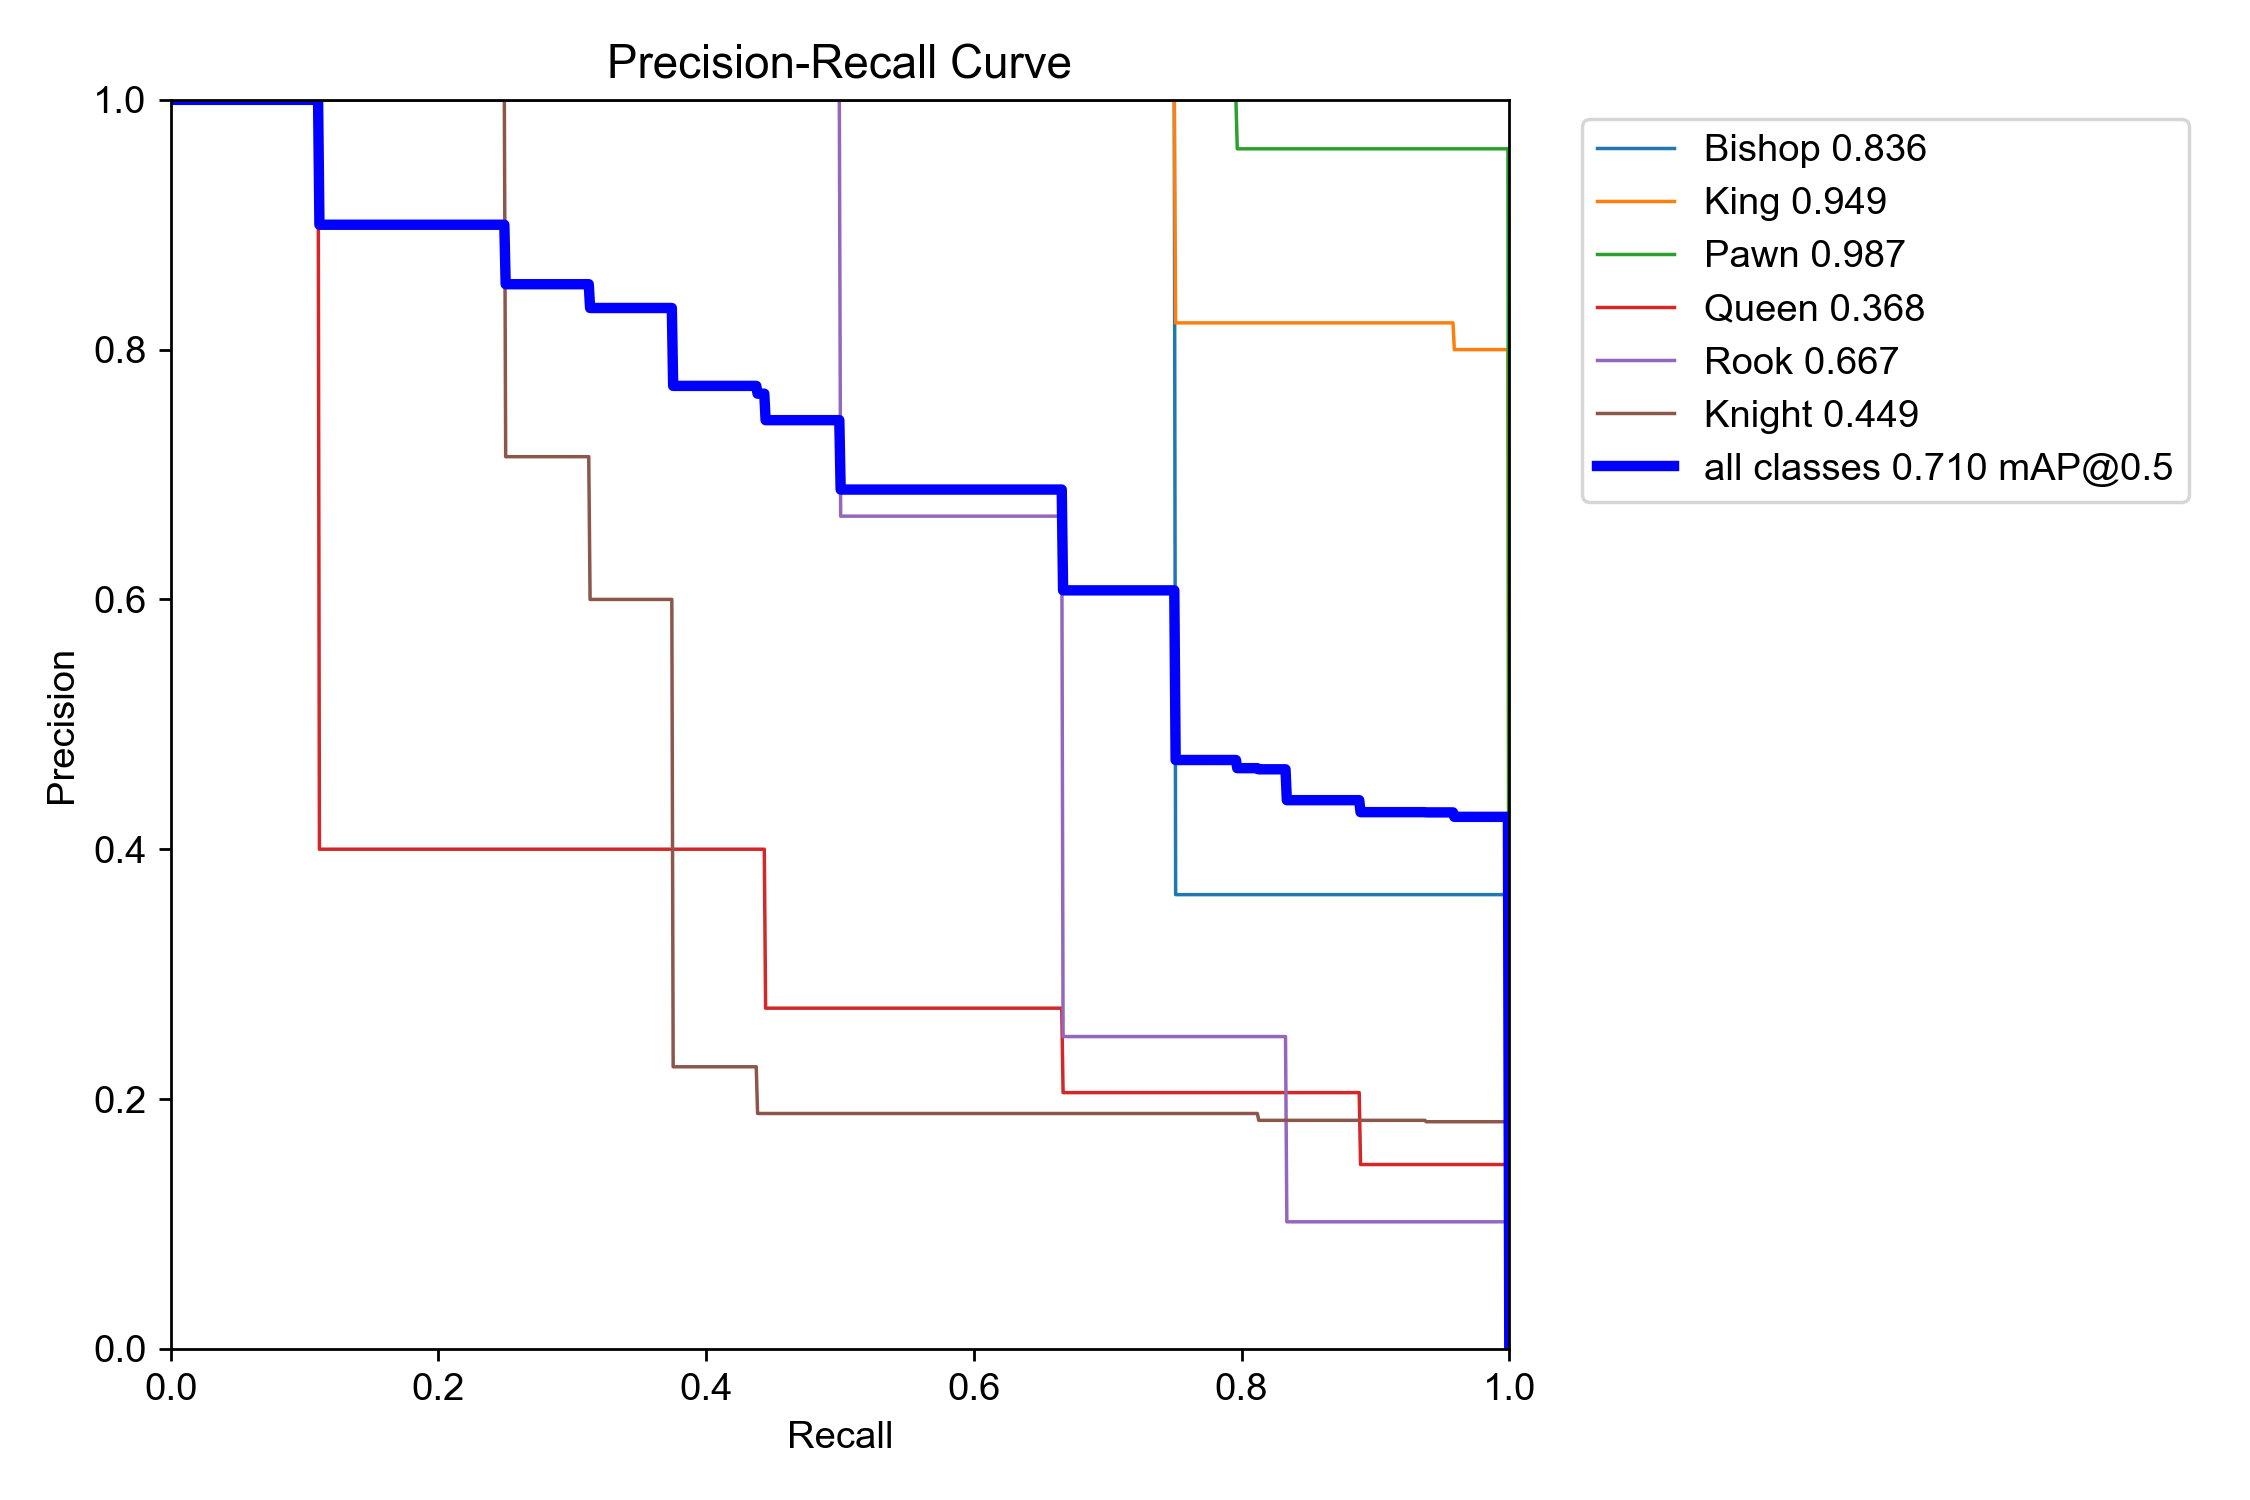 Precision-Recall Curve
1.0
0.8
0.6
0.4
0.2
0.0
Precision
0.0 0.2 0.4 0.6 0.8 1.0
Recall
Bishop 0.836
King 0.949
Pawn 0.987
Queen 0.368
Rook 0.667
Knight 0.449
all classes 0.710 mAP@0.5